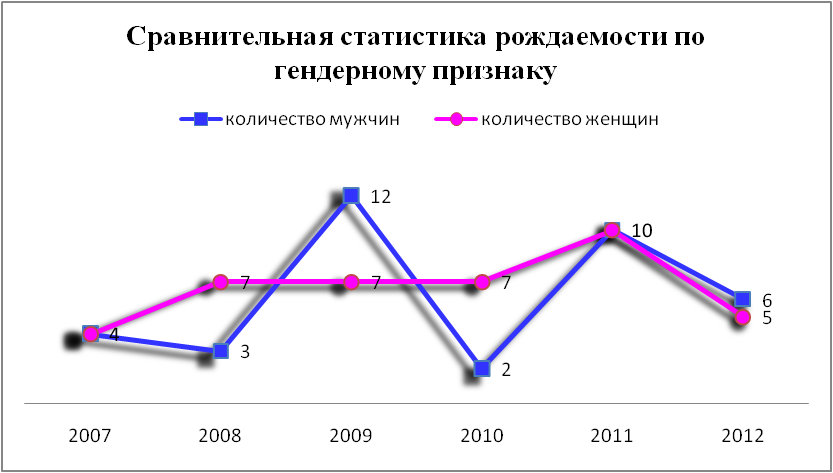 Сравнительная статистика рождаемости по
гендерному признаку
количество мужчин количество женщин
12
10
7 7 7
6
5
4
3
2
2007 2008 2009 2010 2011 2012